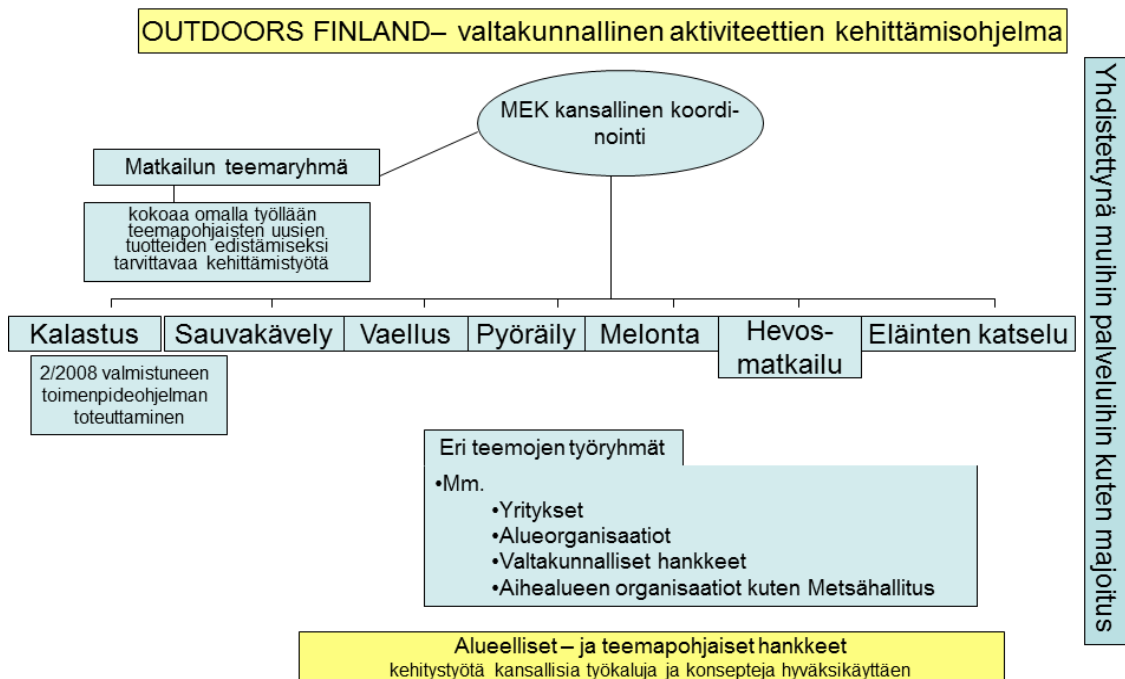 OUTDOORS FINLAND– valtakunnallinen aktiviteettien kehittämisohjelma
MEK kansallinen koordi-
nointi
Matkailun teemaryhmä
kokoaa omalla työllään
teemapohjaisten uusien
tuotteiden edistämiseksi
tarvittavaa kehittämistyötä
Kalastus
Sauvakävely
Vaellus
Pyöräily
Melonta
Hevos-
matkailu
Eläinten katselu
2/2008 valmistuneen
toimenpideohjelman
toteuttaminen
Eri teemojen työryhmät
•Mm.
•Yritykset
•Alueorganisaatiot
•Valtakunnalliset hankkeet
•Aihealueen organisaatiot kuten Metsähallitus
Alueelliset – ja teemapohjaiset hankkeet
kehitystyötä kansallisia työkaluja ja konsepteja hyväksikäyttäen
Yhdistettynä muihin palveluihin kuten majoitus